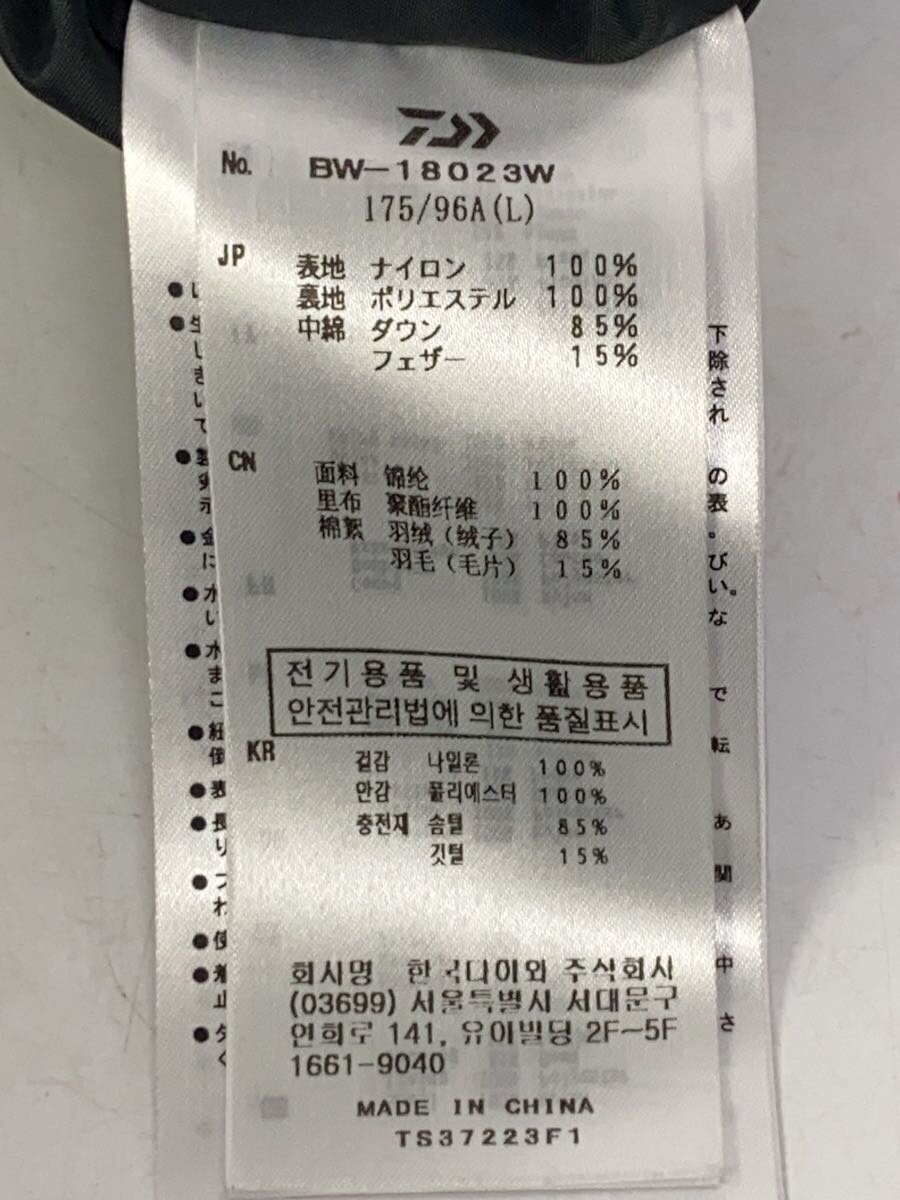 No. BW-18023W
175/96A(L)
JP
表地 ナイロン 100%
裏地 ポリエステル 100%
中綿 ダウン 85%
フェザー 15%
CN
面料 锦纶 100%
里布 聚酯纤维 100%
棉絮 羽绒(绒子) 85%
羽毛(毛片) 15%
전기용품 및 생활용품
안전관리법에 의한 품질표시
KR
겉감 나일론 100%
안감 폴리에스터 100%
충전재 솜털 85%
깃털 15%
회사명 한국다이와 주식회사
(03699) 서울특별시 서대문구
연희로 141, 유아빌딩 2F~5F
1661-9040
MADE IN CHINA
TS37223F1